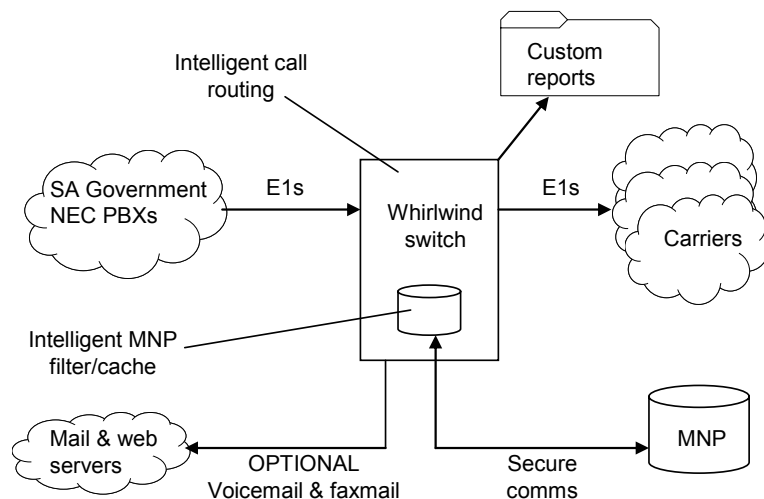 Intelligent call
routing
Custom
reports
SA Government
NEC PBXs
E1s
Whirlwind
switch
E1s
Carriers
Intelligent MNP
filter/cache
Mail & web
servers
OPTIONAL
Voicemail & faxmail
Secure
comms
MNP